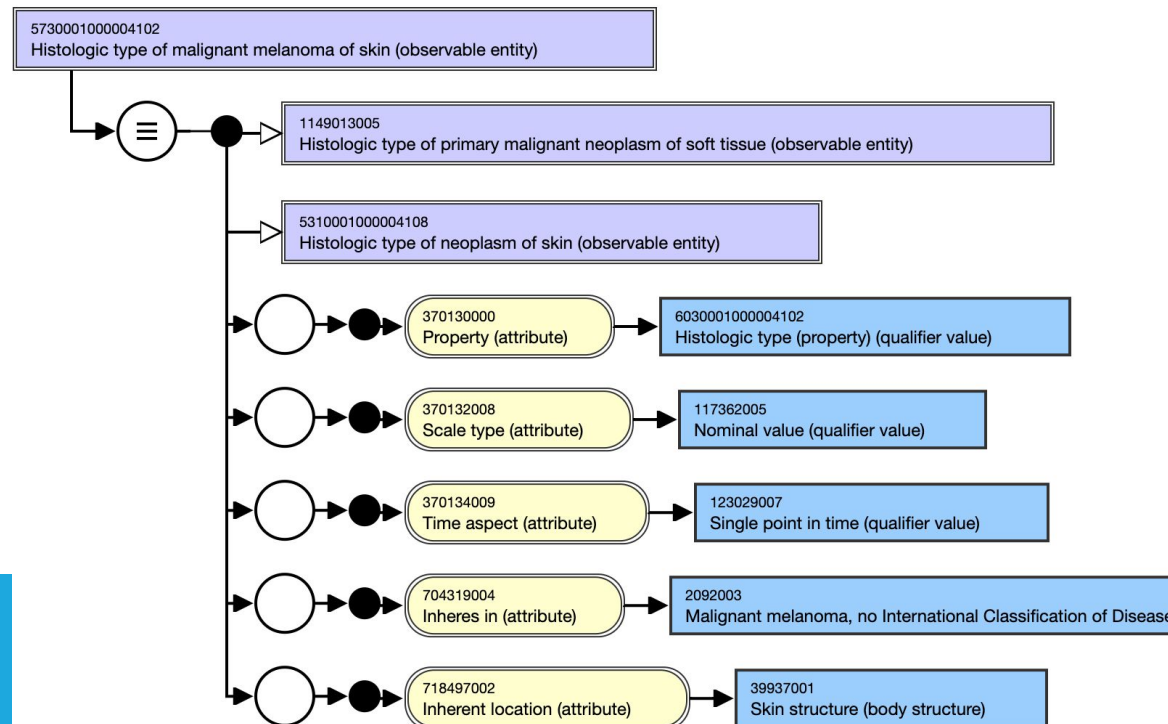 5730001000004102
Histologic type of malignant melanoma of skin (observable entity)
1149013005
Histologic type of primary malignant neoplasm of soft tissue (observable entity)
5310001000004108
Histologic type of neoplasm of skin (observable entity)
370130000
Property (attribute)
6030001000004102
Histologic type (property) (qualifier value)
370132008
Scale type (attribute)
117362005
Nominal value (qualifier value)
370134009
Time aspect (attribute)
123029007
Single point in time (qualifier value)
704319004
Inheres in (attribute)
2092003
Malignant melanoma, no International Classification of Disease
718497002
Inherent location (attribute)
39937001
Skin structure (body structure)